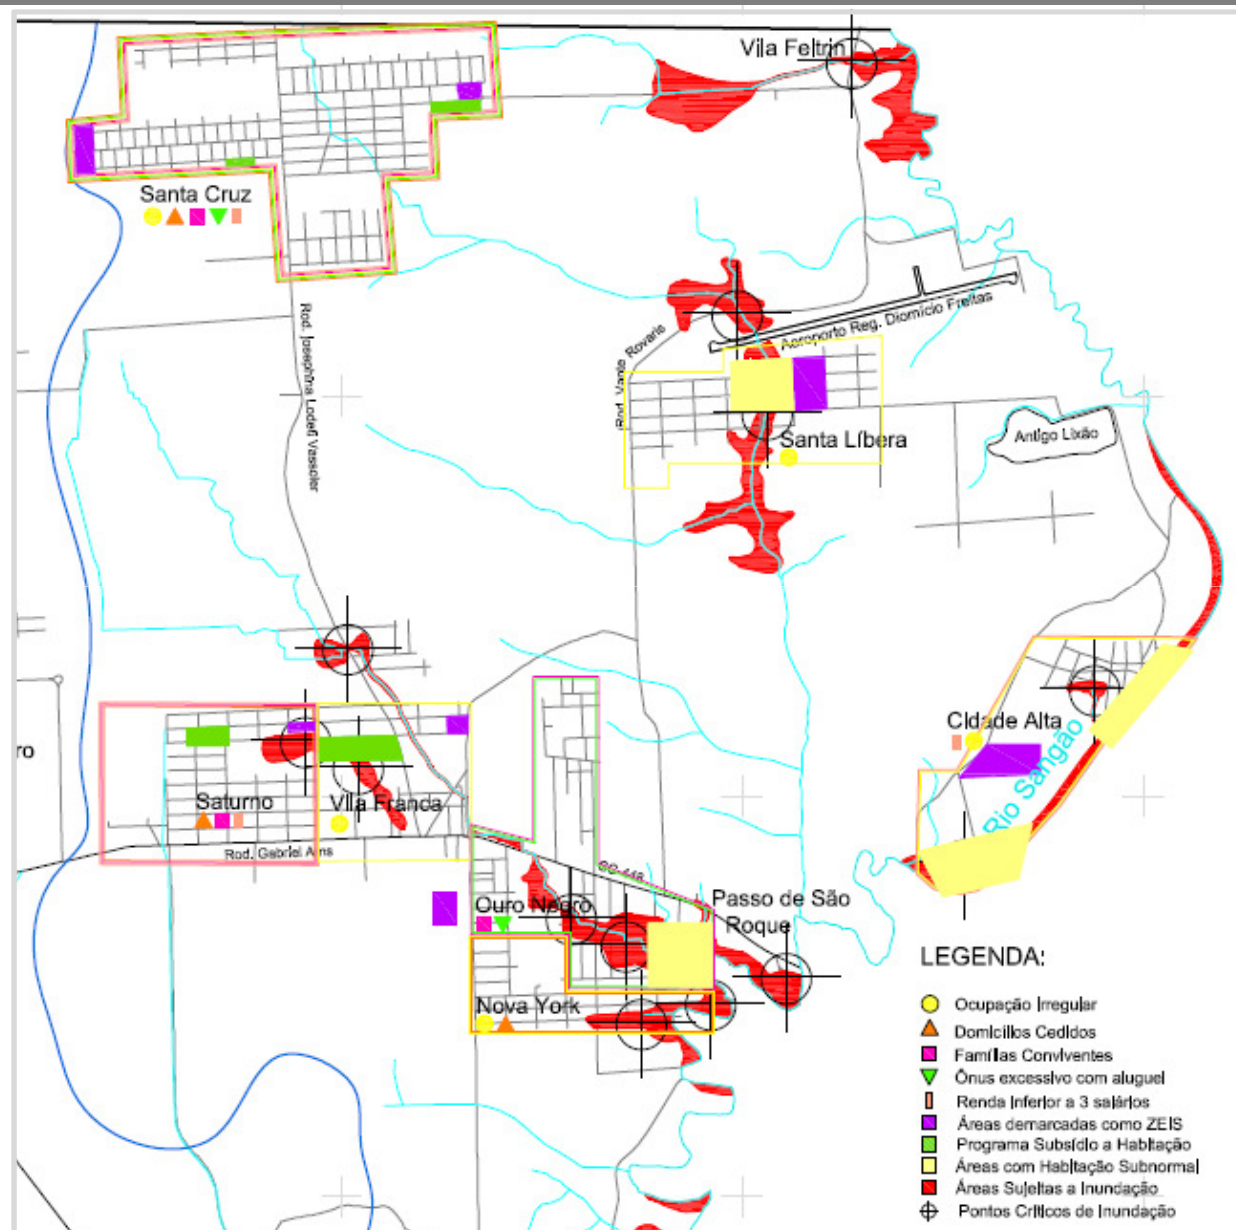 Vila Feltrin
Santa Cruz
Rod. Josephina Lodetti Vassoler
Rod. Vante Rovaris
Aeroporto Reg. Diomício Freitas
Santa Líbera
Antigo Lixão
ro
Cidade Alta
Rio Sangão
Saturno
Vila Franca
Rod. Gabriel Arns
SC-446
Ouro Negro
Passo de São
Roque
Nova York
LEGENDA:
Ocupação Irregular
Domicílios Cedidos
Famílias Conviventes
Ônus excessivo com aluguel
Renda Inferior a 3 salários
Áreas demarcadas como ZEIS
Programa Subsídio a Habitação
Áreas com Habitação Subnormal
Áreas Sujeitas a Inundação
Pontos Críticos de Inundação